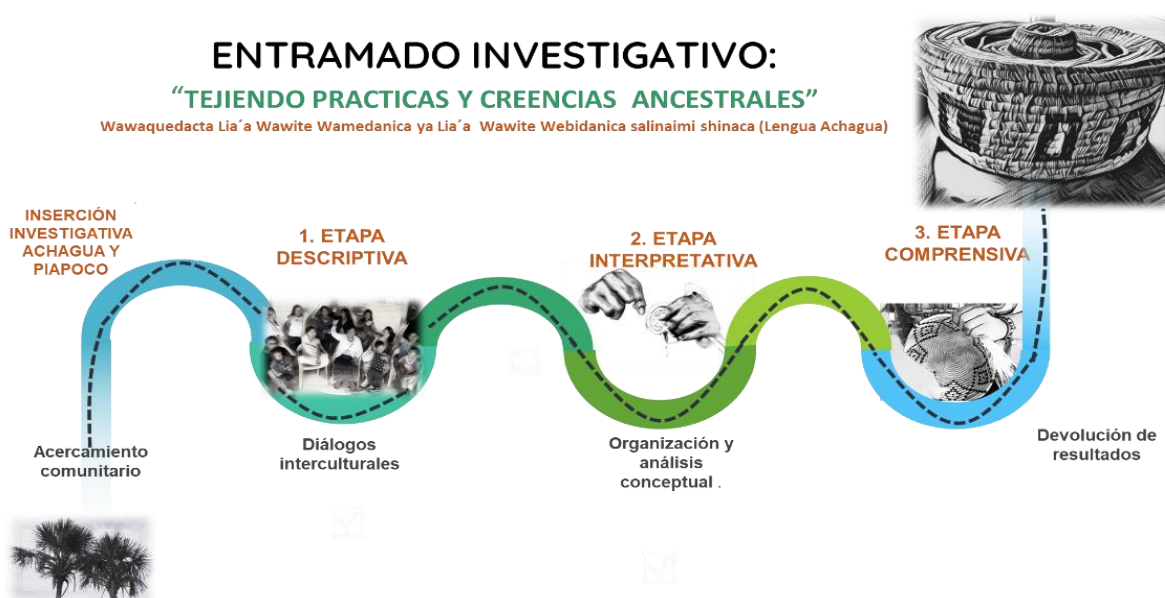 ENTRAMADO INVESTIGATIVO:
“TEJIENDO PRACTICAS Y CREENCIAS ANCESTRALES”
Wawaquedacta Lia´a Wawite Wamedanica ya Lia´a Wawite Webidanica salinaimi shinaca (Lengua Achagua)
INSERCIÓN
INVESTIGATIVA
ACHAGUA Y
PIAPOCO
1. ETAPA
DESCRIPTIVA
2. ETAPA
INTERPRETATIVA
3. ETAPA
COMPRENSIVA
Acercamiento
comunitario
Diálogos
interculturales
Organización y
análisis
conceptual .
Devolución de
resultados